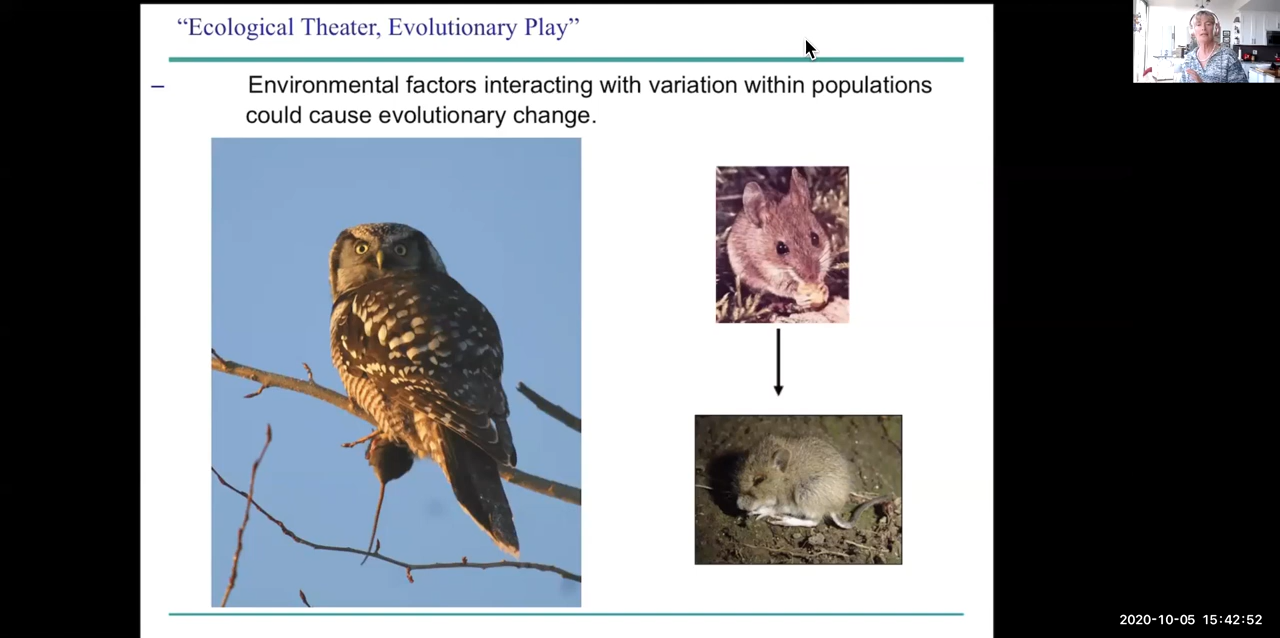 “Ecological Theater, Evolutionary Play”
– Environmental factors interacting with variation within populations
could cause evolutionary change.
2020-10-05 15:42:52